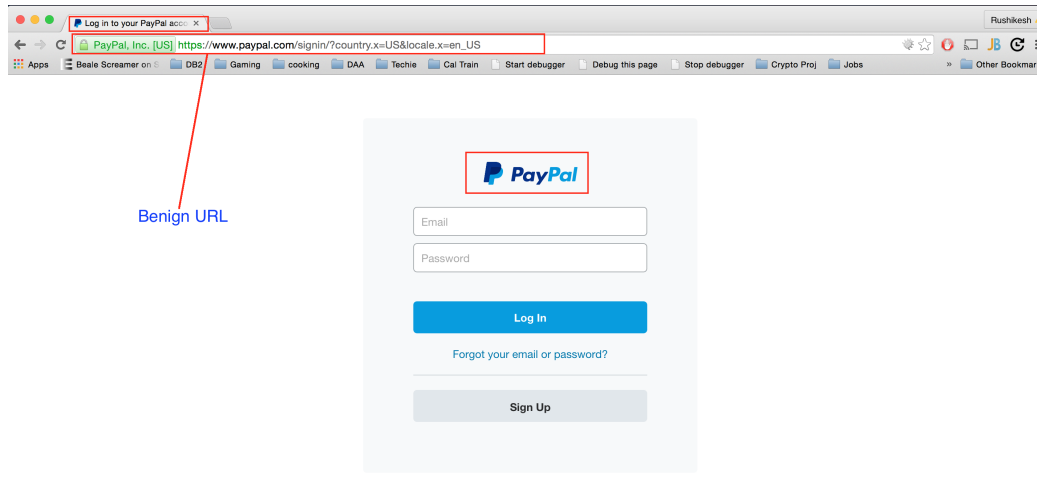 Log in to your PayPal acco ×
Rushikesh
PayPal, Inc. [US] https://www.paypal.com/signin/?country.x=US&locale.x=en_US
JB
Apps Beale Screamer on S DB2 Gaming cooking DAA Techie Cal Train Start debugger Debug this page Stop debugger Crypto Proj Jobs » Other Bookmar
PayPal
Benign URL
Email
Password
Log In
Forgot your email or password?
Sign Up